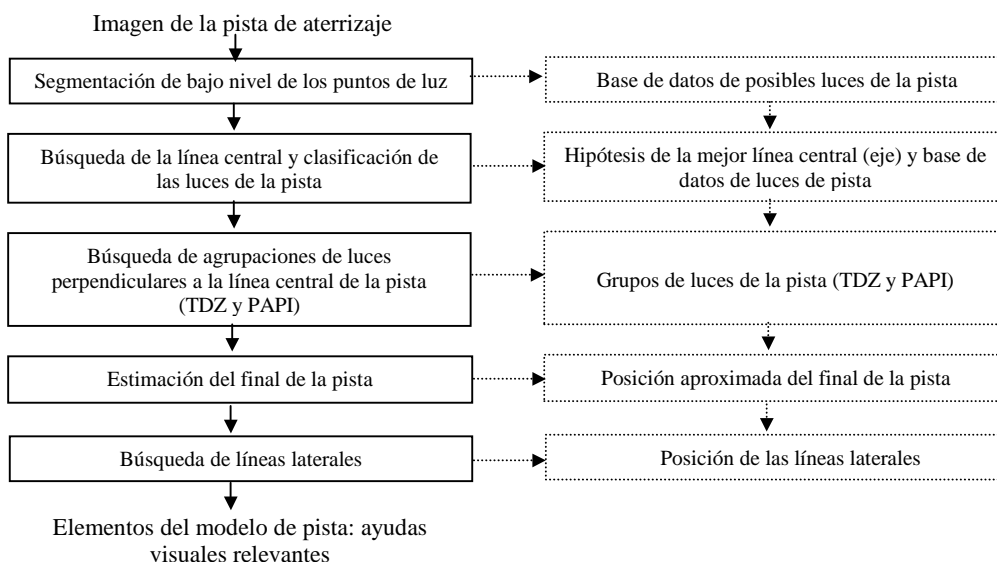 Imagen de la pista de aterrizaje
Segmentación de bajo nivel de los puntos de luz
Base de datos de posibles luces de la pista
Búsqueda de la línea central y clasificación de
las luces de la pista
Hipótesis de la mejor línea central (eje) y base de
datos de luces de pista
Búsqueda de agrupaciones de luces
perpendiculares a la línea central de la pista
(TDZ y PAPI)
Grupos de luces de la pista (TDZ y PAPI)
Estimación del final de la pista
Posición aproximada del final de la pista
Búsqueda de líneas laterales
Posición de las líneas laterales
Elementos del modelo de pista: ayudas
visuales relevantes